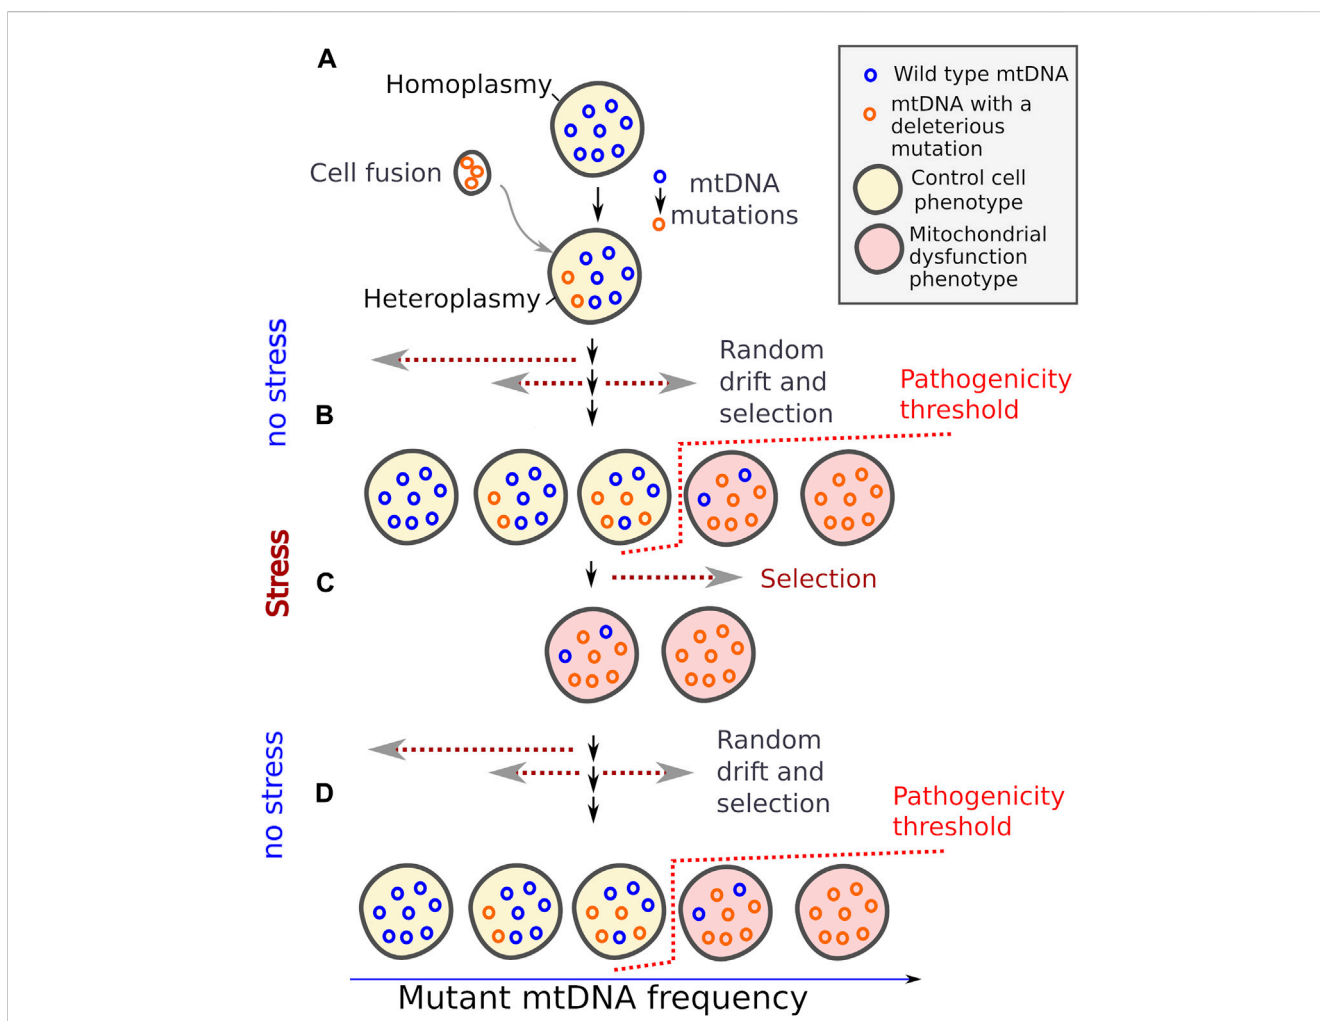 A
Homoplasmy
Cell fusion
mtDNA
mutations
Heteroplasmy
Wild type mtDNA
mtDNA with a
deleterious
mutation
Control cell
phenotype
Mitochondrial
dysfunction
phenotype
no stress
B
Random
drift and
selection
Pathogenicity
threshold
Stress
C
Selection
no stress
D
Random
drift and
selection
Pathogenicity
threshold
Mutant mtDNA frequency